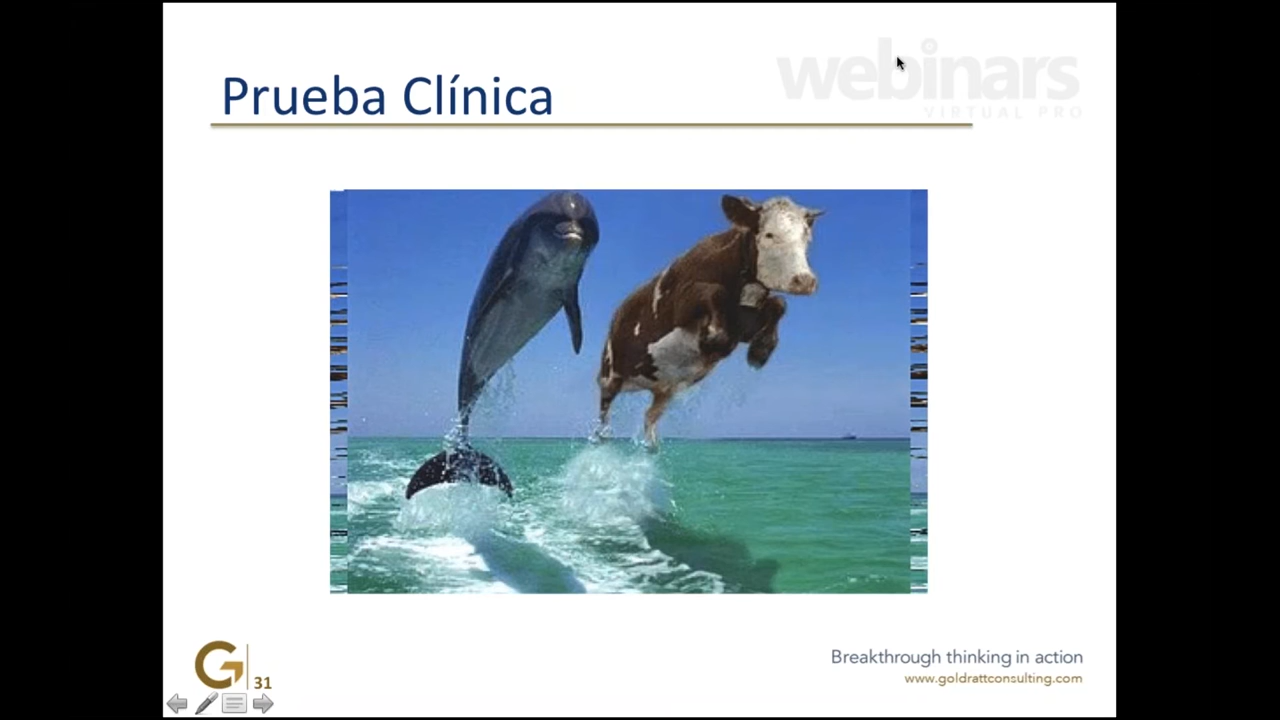 webinars
VIRTUAL PRO
Prueba Clínica
G
31
Breakthrough thinking in action
www.goldrattconsulting.com